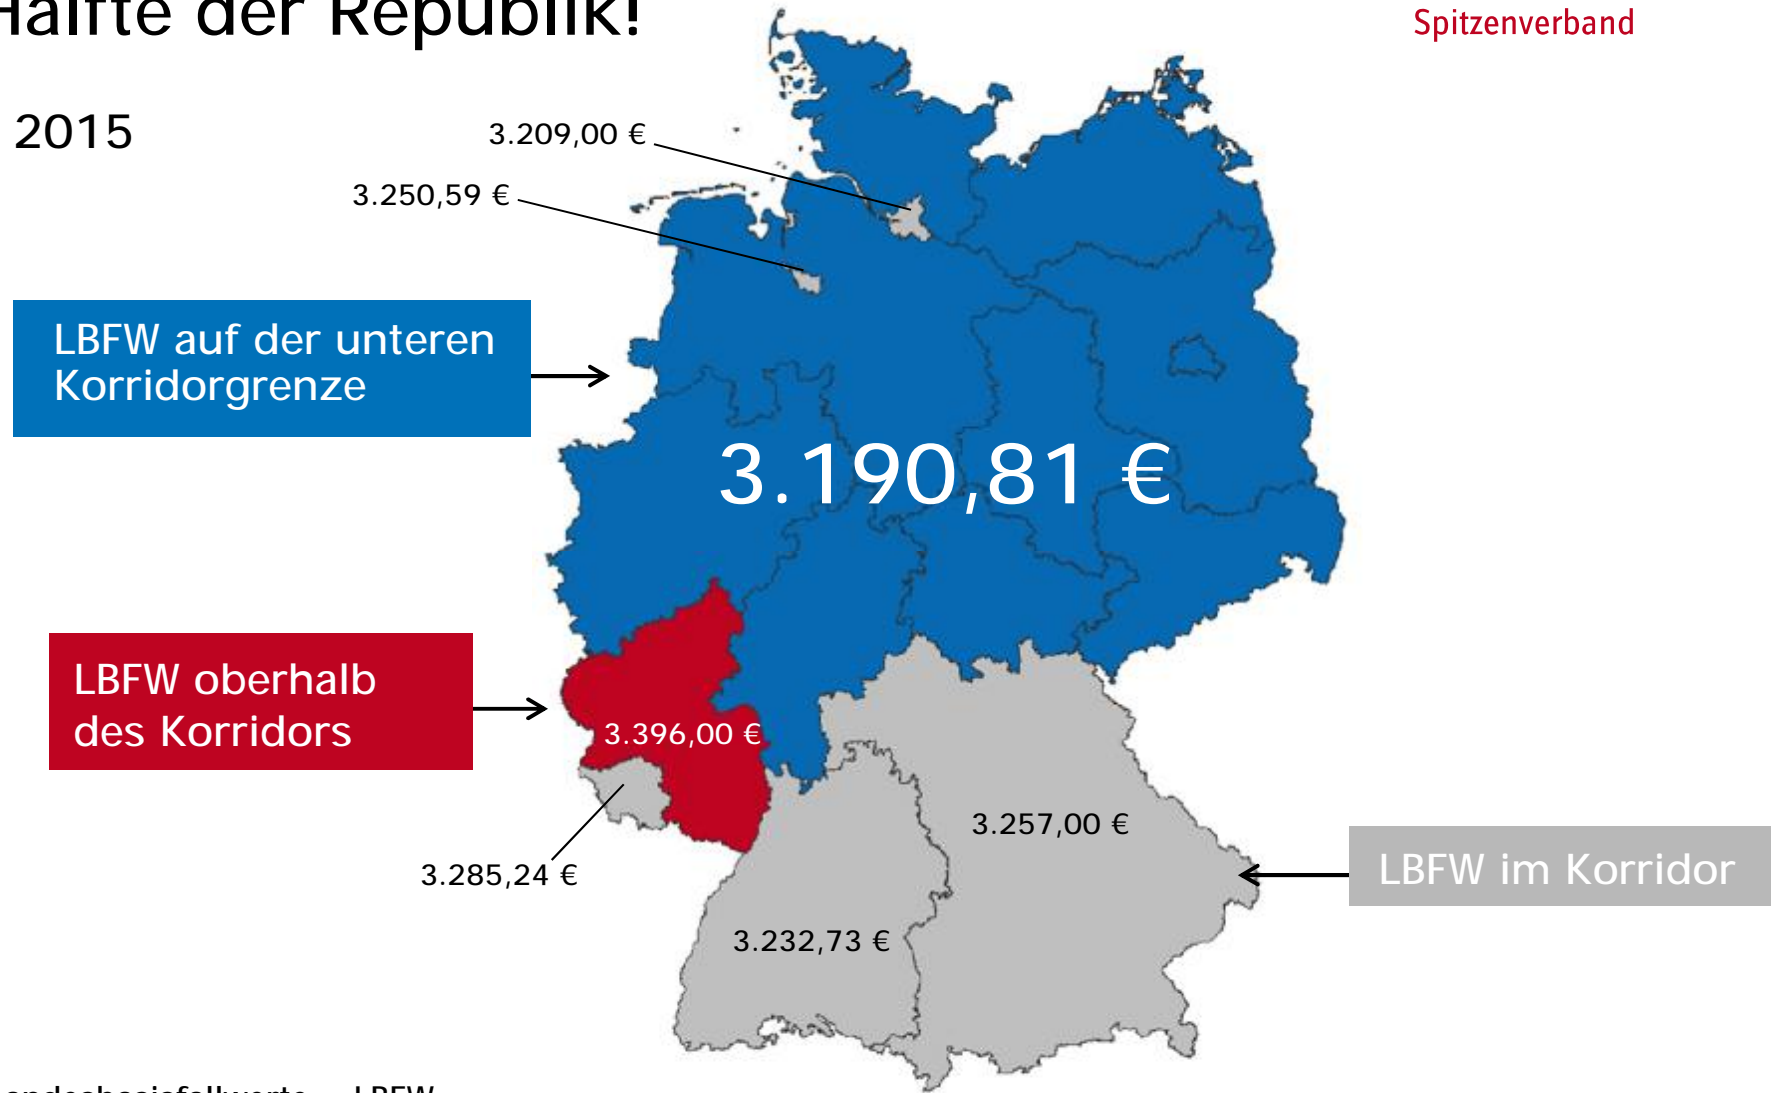 Hälfte der Republik!
Spitzenverband
2015
3.209,00 €
3.250,59 €
LBFW auf der unteren
Korridorgrenze
3.190,81 €
LBFW oberhalb
des Korridors
3.396,00 €
3.257,00 €
LBFW im Korridor
3.285,24 €
3.232,73 €
andesbasisfallwerte LBFW